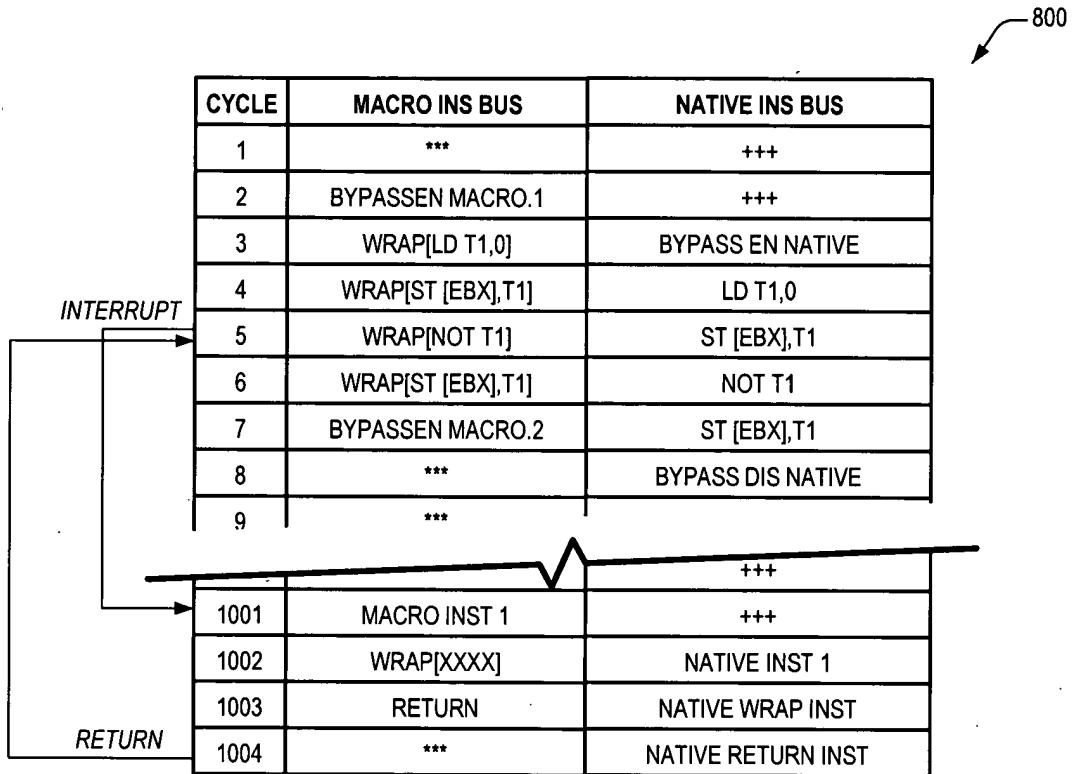 800
CYCLE MACRO INS BUS NATIVE INS BUS
1 *** +++
2 BYPASSEN MACRO.1 +++
3 WRAP[LD T1,0] BYPASS EN NATIVE
4 WRAP[ST [EBX],T1] LD T1,0
INTERRUPT
5 WRAP[NOT T1] ST [EBX],T1
6 WRAP[ST [EBX],T1] NOT T1
7 BYPASSEN MACRO.2 ST [EBX],T1
8 *** BYPASS DIS NATIVE
9 ***
+++
1001 MACRO INST 1 +++
1002 WRAP[XXXX] NATIVE INST 1
1003 RETURN NATIVE WRAP INST
RETURN
1004 *** NATIVE RETURN INST